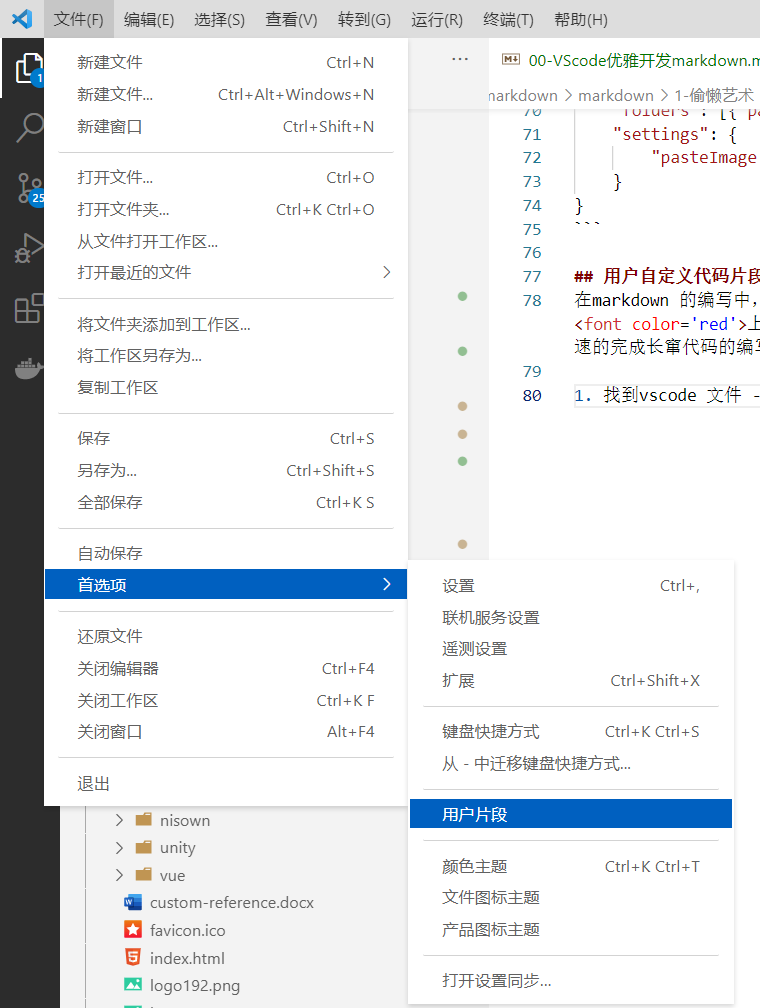 文件(F) 编辑(E) 选择(S) 查看(V) 转到(G) 运行(R) 终端(T) 帮助(H)
新建文件 Ctrl+N
新建文件... Ctrl+Alt+Windows+N
新建窗口 Ctrl+Shift+N
打开文件... Ctrl+O
打开文件夹... Ctrl+K Ctrl+O
从文件打开工作区...
打开最近的文件
将文件夹添加到工作区...
将工作区另存为...
复制工作区
保存 Ctrl+S
另存为... Ctrl+Shift+S
全部保存 Ctrl+K S
自动保存
首选项
还原文件
关闭编辑器 Ctrl+F4
关闭工作区 Ctrl+K F
关闭窗口 Alt+F4
退出
设置 Ctrl+,
联机服务设置
遥测设置
扩展 Ctrl+Shift+X
键盘快捷方式 Ctrl+K Ctrl+S
从 - 中迁移键盘快捷方式...
用户片段
颜色主题 Ctrl+K Ctrl+T
文件图标主题
产品图标主题
打开设置同步...
1
25
nisown
unity
vue
custom-reference.docx
favicon.ico
index.html
logo192.png
00-VScode优雅开发markdown.m
markdown > markdown > 1-偷懒艺术
70 "folders": [{"pa
71 "settings": {
72 "pasteImage
73 }
74 }
75 ```
76
77 ## 用户自定义代码片段
78 在markdown 的编写中，
<font color='red'>上
速的完成长窜代码的编写
79
80 1. 找到vscode 文件 -